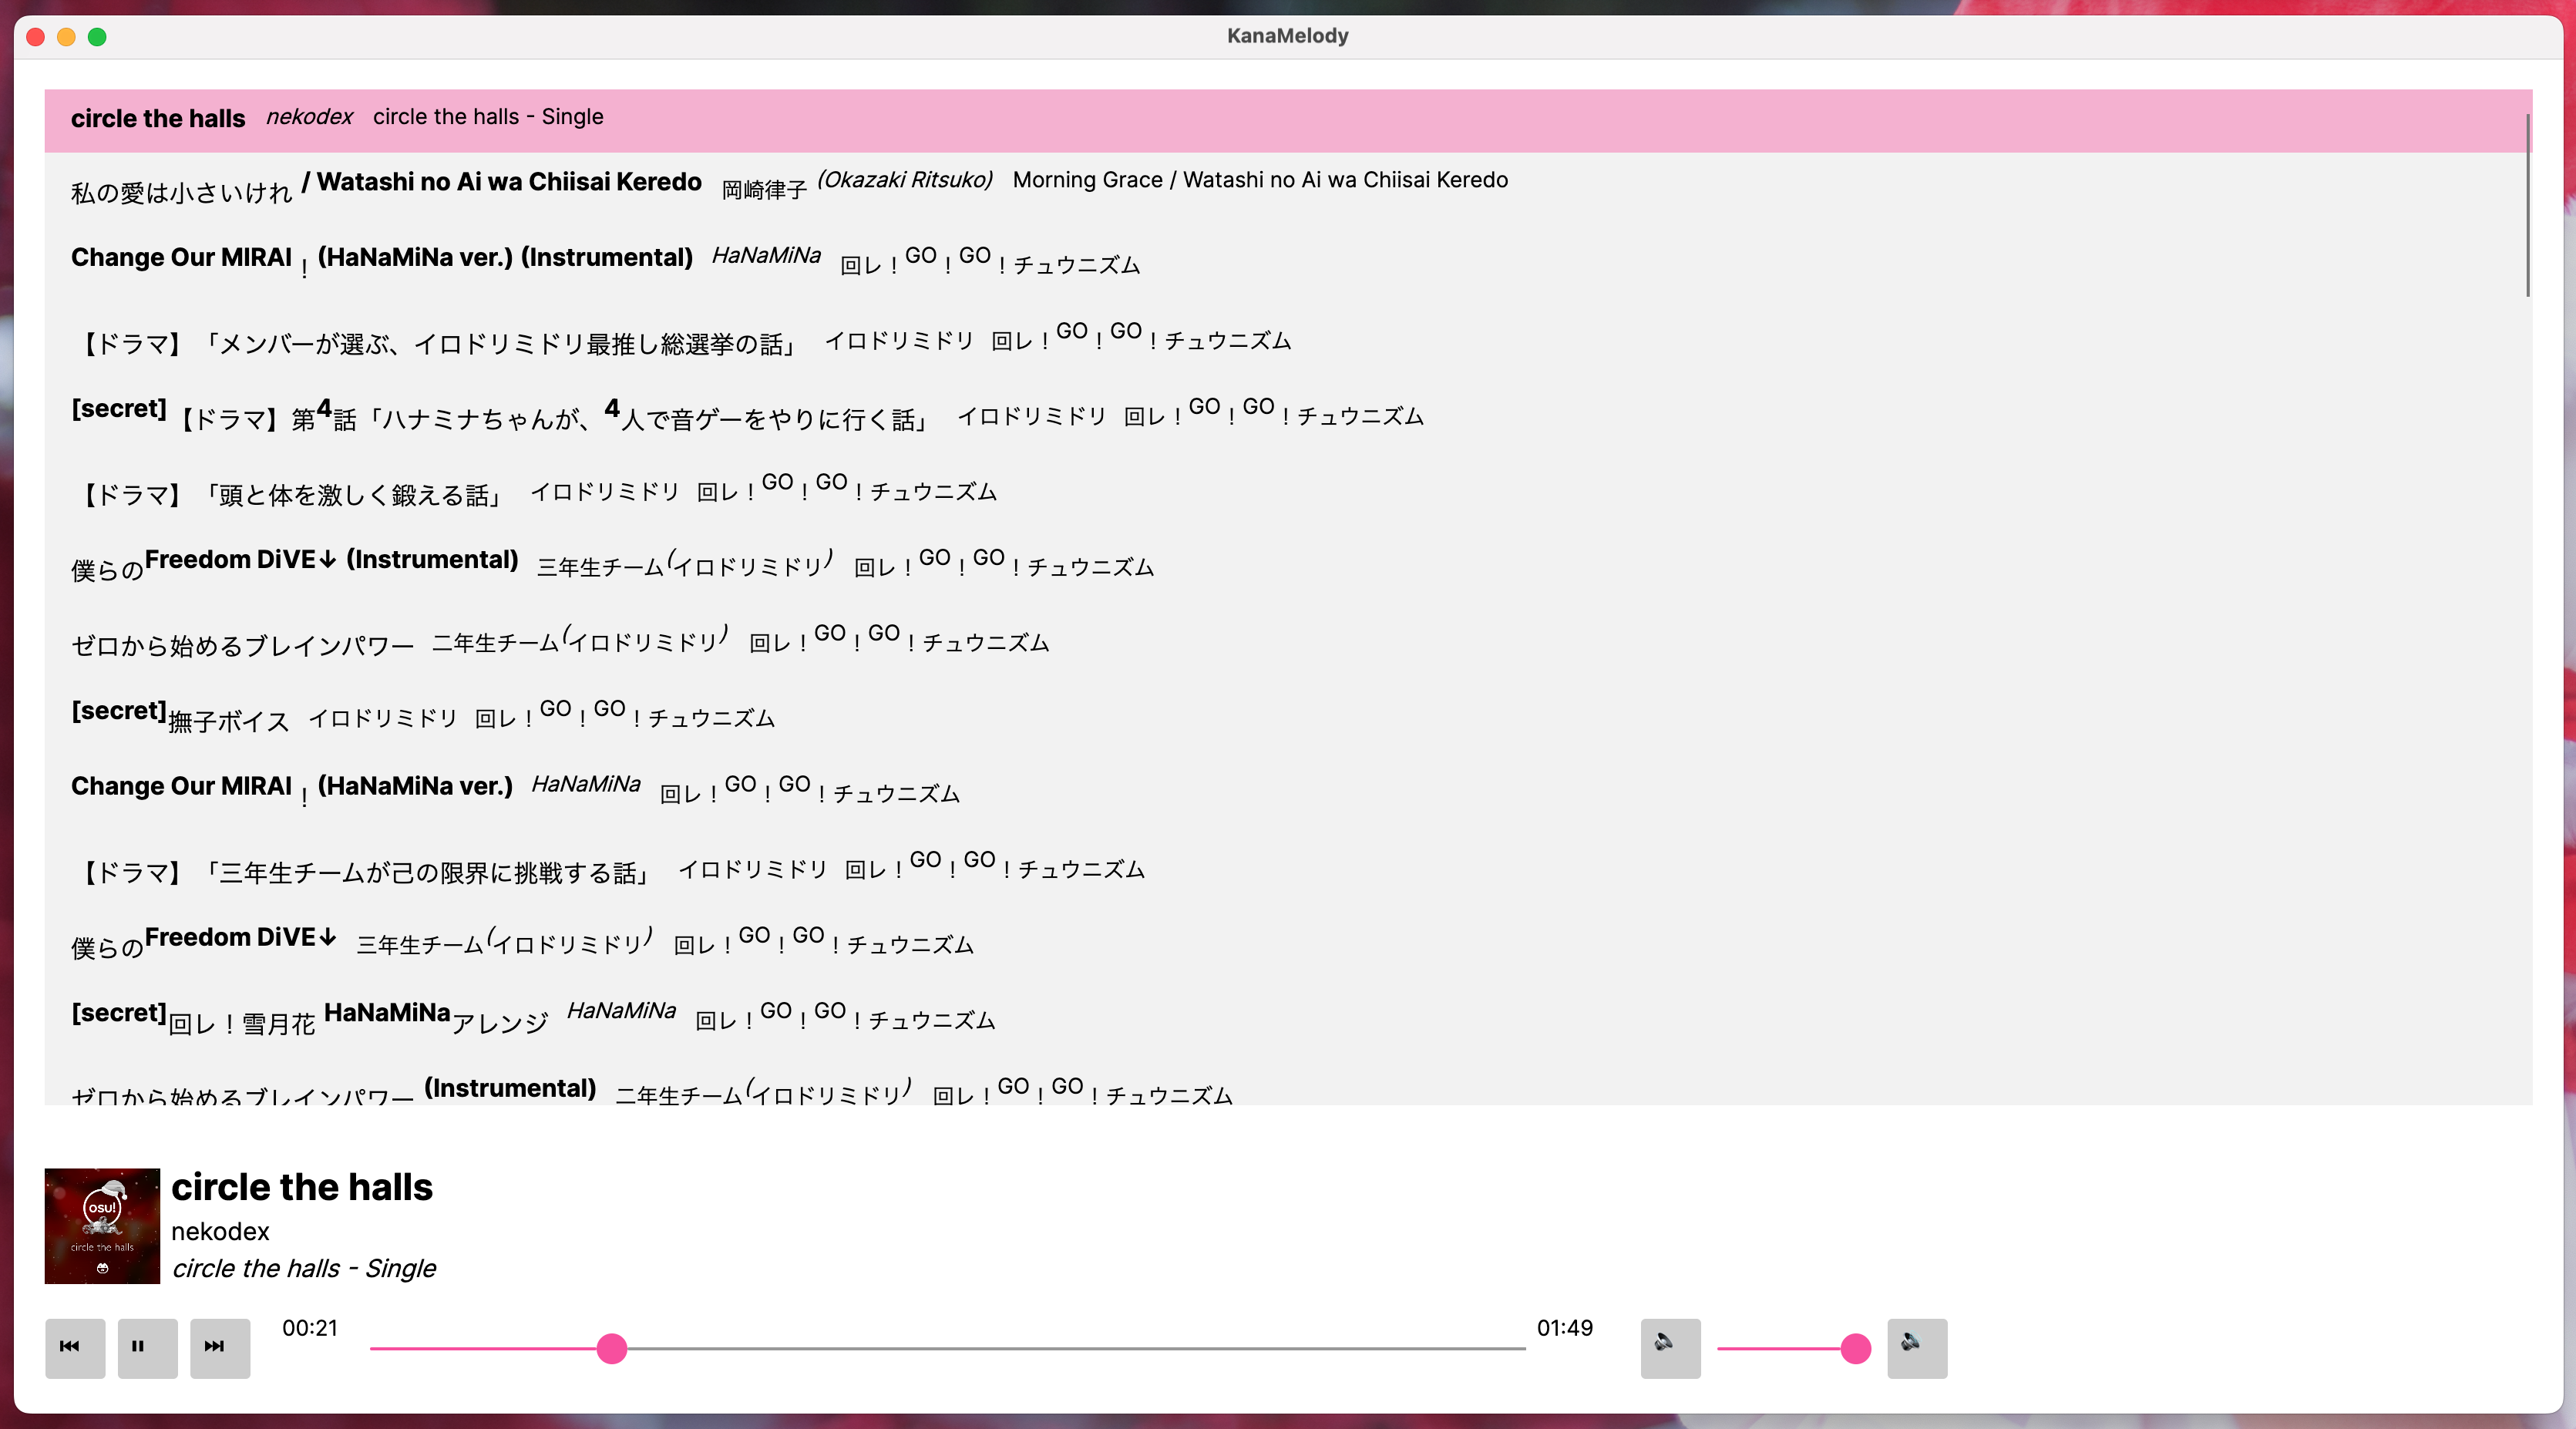 KanaMelody
circle the halls nekodex circle the halls - Single
私の愛は小さいけれ / Watashi no Ai wa Chiisai Keredo 岡崎律子 (Okazaki Ritsuko) Morning Grace / Watashi no Ai wa Chiisai Keredo
Change Our MIRAI！(HaNaMiNa ver.) (Instrumental) HaNaMiNa 回レ！GO！GO！チュウニズム
【ドラマ】「メンバーが選ぶ、イロドリミドリ最推し総選挙の話」 イロドリミドリ 回レ！GO！GO！チュウニズム
[secret]【ドラマ】第4話「ハナミナちゃんが、4人で音ゲーをやりに行く話」 イロドリミドリ 回レ！GO！GO！チュウニズム
【ドラマ】「頭と体を激しく鍛える話」 イロドリミドリ 回レ！GO！GO！チュウニズム
僕らのFreedom DiVE↓ (Instrumental) 三年生チーム(イロドリミドリ) 回レ！GO！GO！チュウニズム
ゼロから始めるブレインパワー 二年生チーム(イロドリミドリ) 回レ！GO！GO！チュウニズム
[secret]撫子ボイス イロドリミドリ 回レ！GO！GO！チュウニズム
Change Our MIRAI！(HaNaMiNa ver.) HaNaMiNa 回レ！GO！GO！チュウニズム
【ドラマ】「三年生チームが己の限界に挑戦する話」 イロドリミドリ 回レ！GO！GO！チュウニズム
僕らのFreedom DiVE↓ 三年生チーム(イロドリミドリ) 回レ！GO！GO！チュウニズム
[secret]回レ！雪月花 HaNaMiNaアレンジ HaNaMiNa 回レ！GO！GO！チュウニズム
ゼロから始めるブレインパワー (Instrumental) 二年生チーム(イロドリミドリ) 回レ！GO！GO！チュウニズム
osu!
circle the halls
circle the halls
nekodex
circle the halls - Single
00:21
01:49